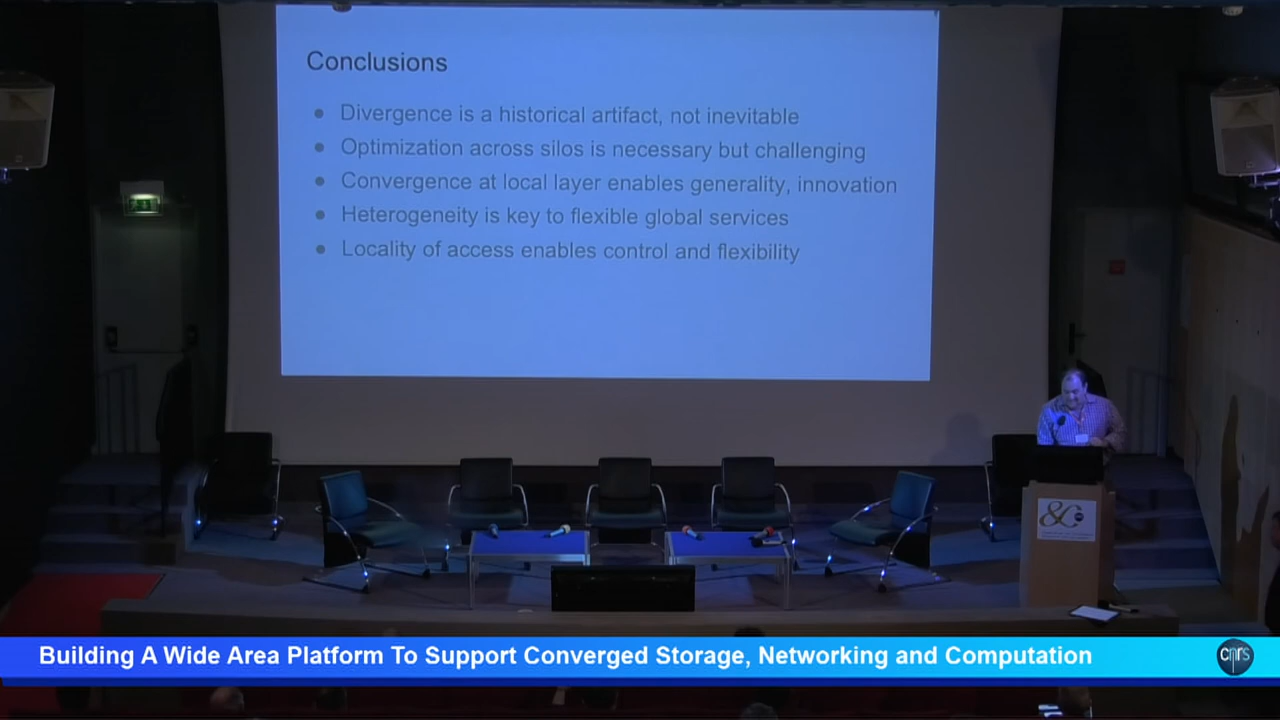 Conclusions
● Divergence is a historical artifact, not inevitable
● Optimization across silos is necessary but challenging
● Convergence at local layer enables generality, innovation
● Heterogeneity is key to flexible global services
● Locality of access enables control and flexibility
&C
Building A Wide Area Platform To Support Converged Storage, Networking and Computation
cnrs